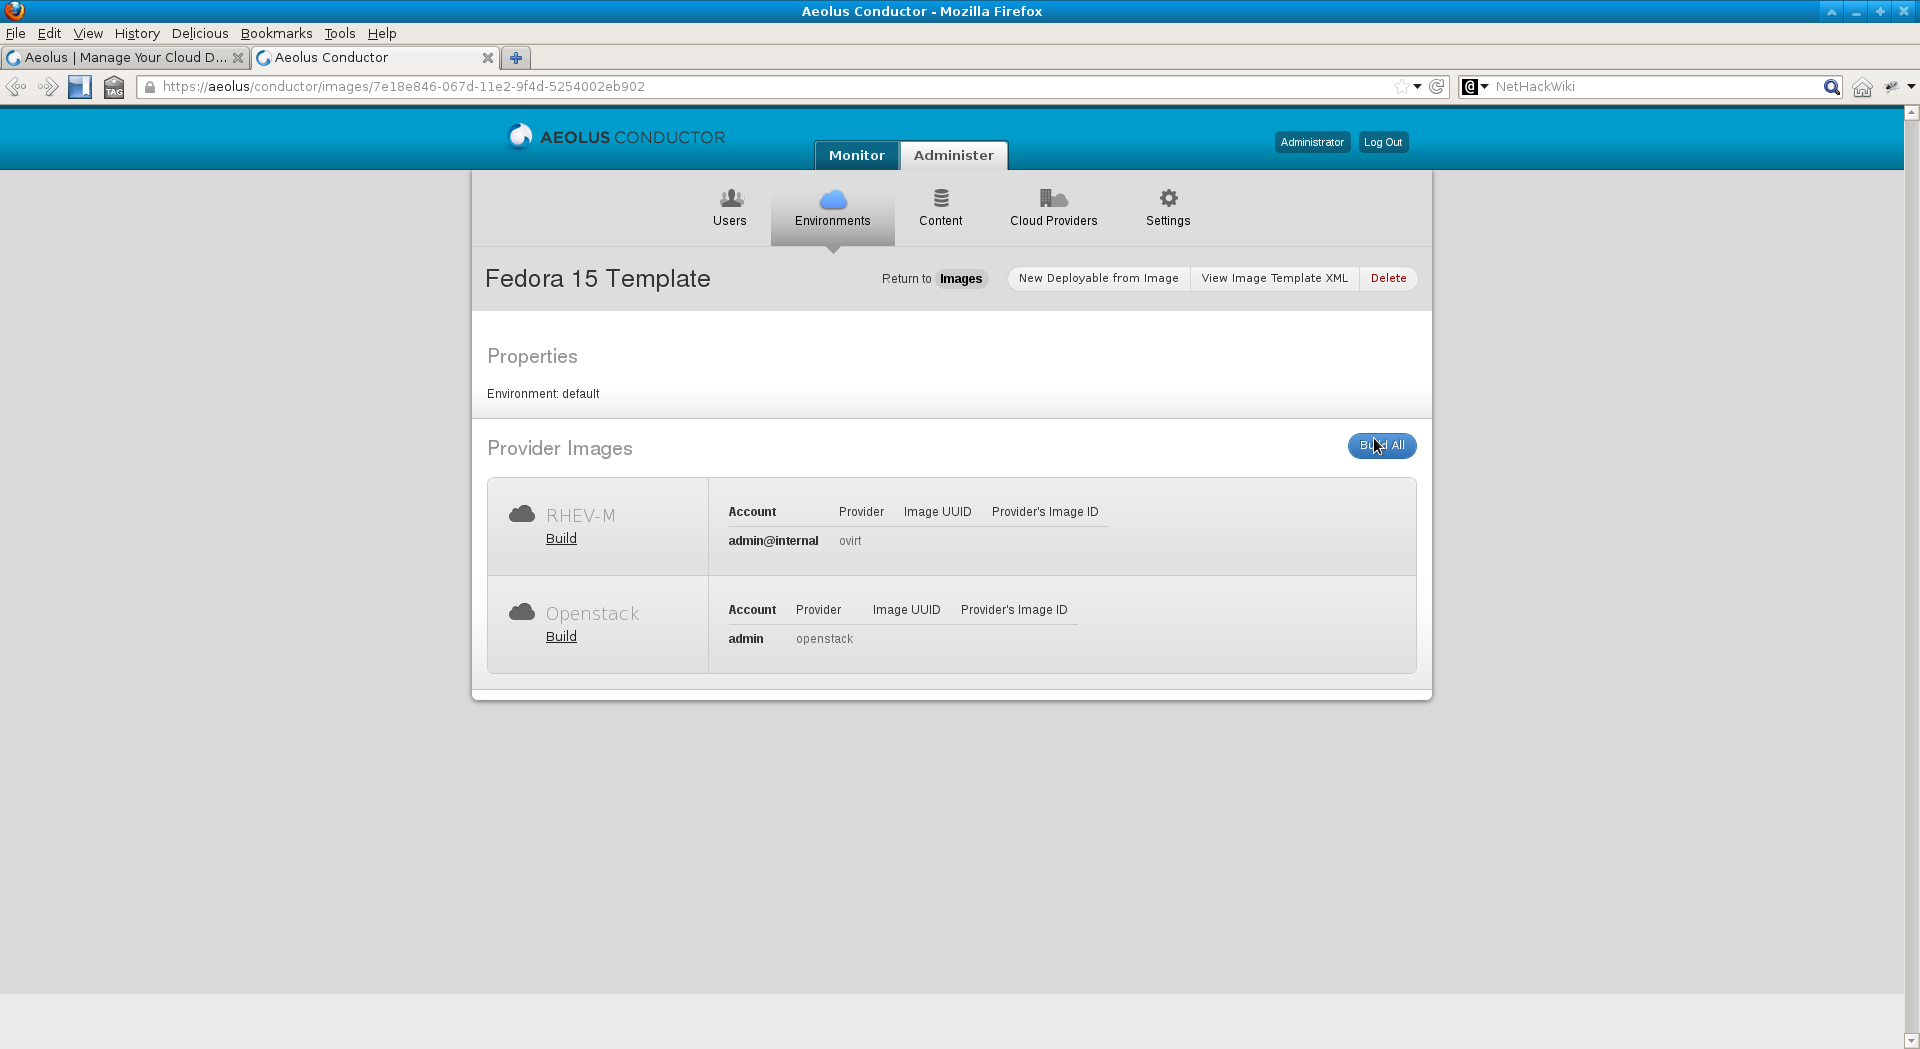 Aeolus Conductor - Mozilla Firefox
File Edit View History Delicious Bookmarks Tools Help
Aeolus | Manage Your Cloud D... Aeolus Conductor
TAG https://aeolus/conductor/images/7e18e846-067d-11e2-9f4d-5254002eb902 @ NetHackWiki
AEOLUS CONDUCTOR
Monitor Administer
Administrator Log Out
Users Environments Content Cloud Providers Settings
Fedora 15 Template
Return to Images New Deployable from Image View Image Template XML Delete
Properties
Environment: default
Provider Images
Build All
RHEV-M
Build
Account Provider Image UUID Provider's Image ID
admin@internal ovirt
Openstack
Build
Account Provider Image UUID Provider's Image ID
admin openstack